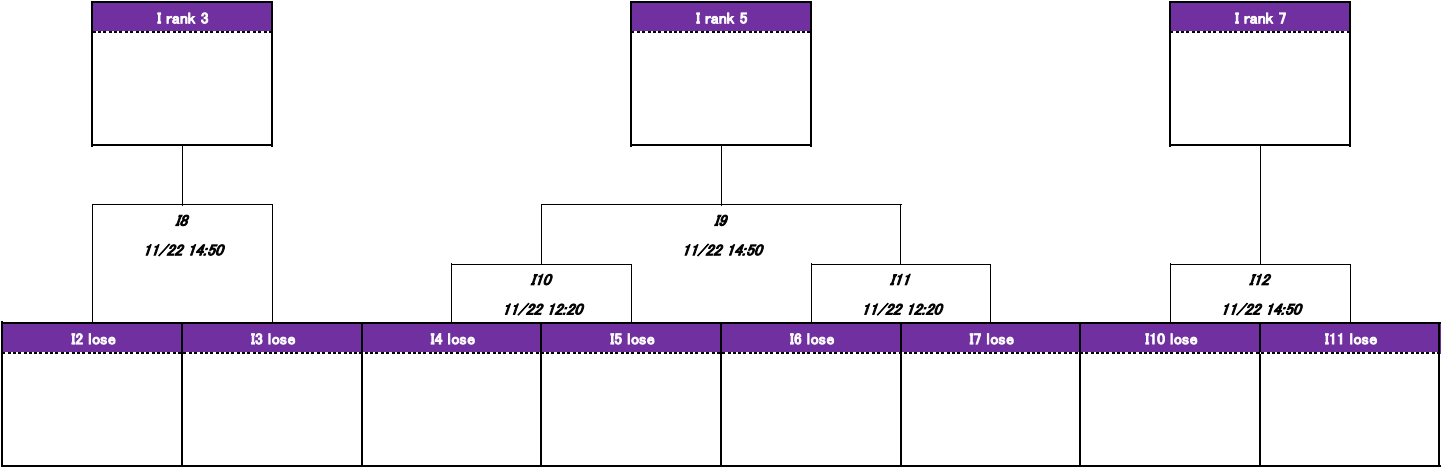 I rank 3
I rank 5
I rank 7
I8
11/22 14:50
I9
11/22 14:50
I10
11/22 12:20
I11
11/22 12:20
I12
11/22 14:50
I2 lose
I3 lose
I4 lose
I5 lose
I6 lose
I7 lose
I10 lose
I11 lose